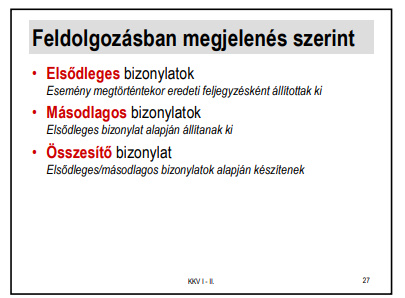 Feldolgozásban megjelenés szerint
• Elsődleges bizonylatok
Esemény megtörténtekor eredeti feljegyzésként állítottak ki
• Másodlagos bizonylatok
Elsődleges bizonylat alapján állítanak ki
• Összesítő bizonylat
Elsődleges/másodlagos bizonylatok alapján készítenek
KKV I - II.
27